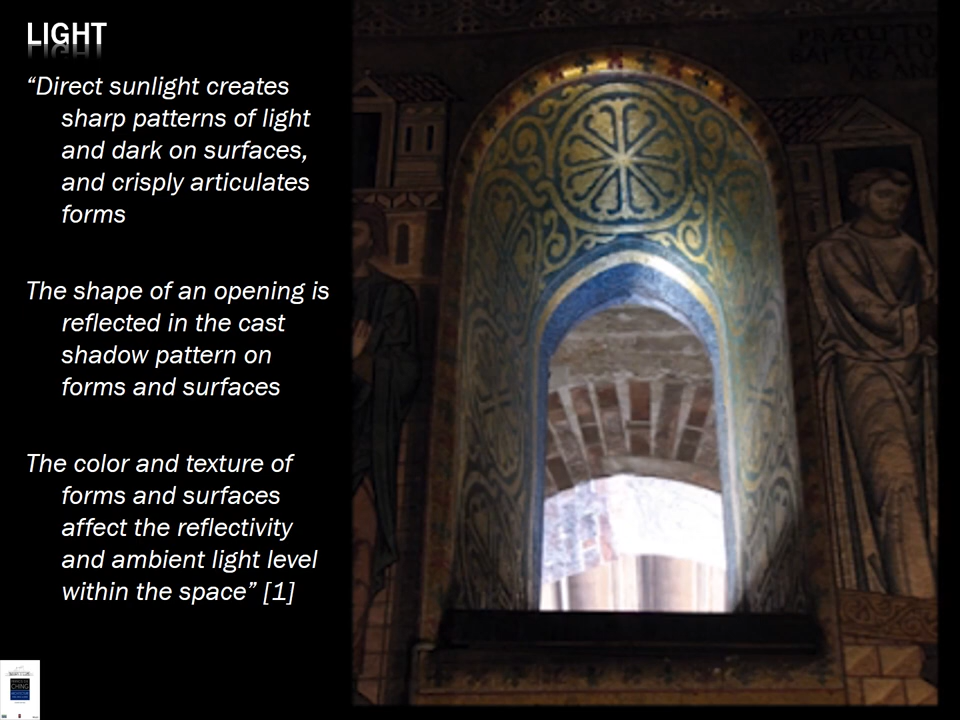 LIGHT
“Direct sunlight creates
sharp patterns of light
and dark on surfaces,
and crisply articulates
forms
The shape of an opening is
reflected in the cast
shadow pattern on
forms and surfaces
The color and texture of
forms and surfaces
affect the reflectivity
and ambient light level
within the space” [1]
CHING